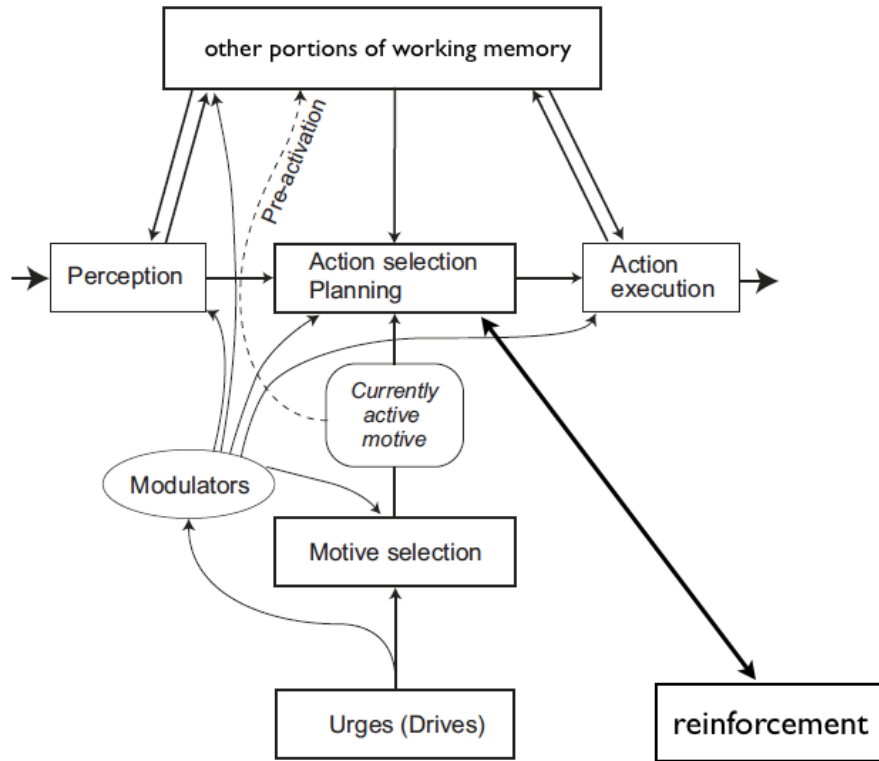 other portions of working memory
Pre-activation
Perception
Action selection
Planning
Action
execution
Currently
active
motive
Modulators
Motive selection
Urges (Drives)
reinforcement